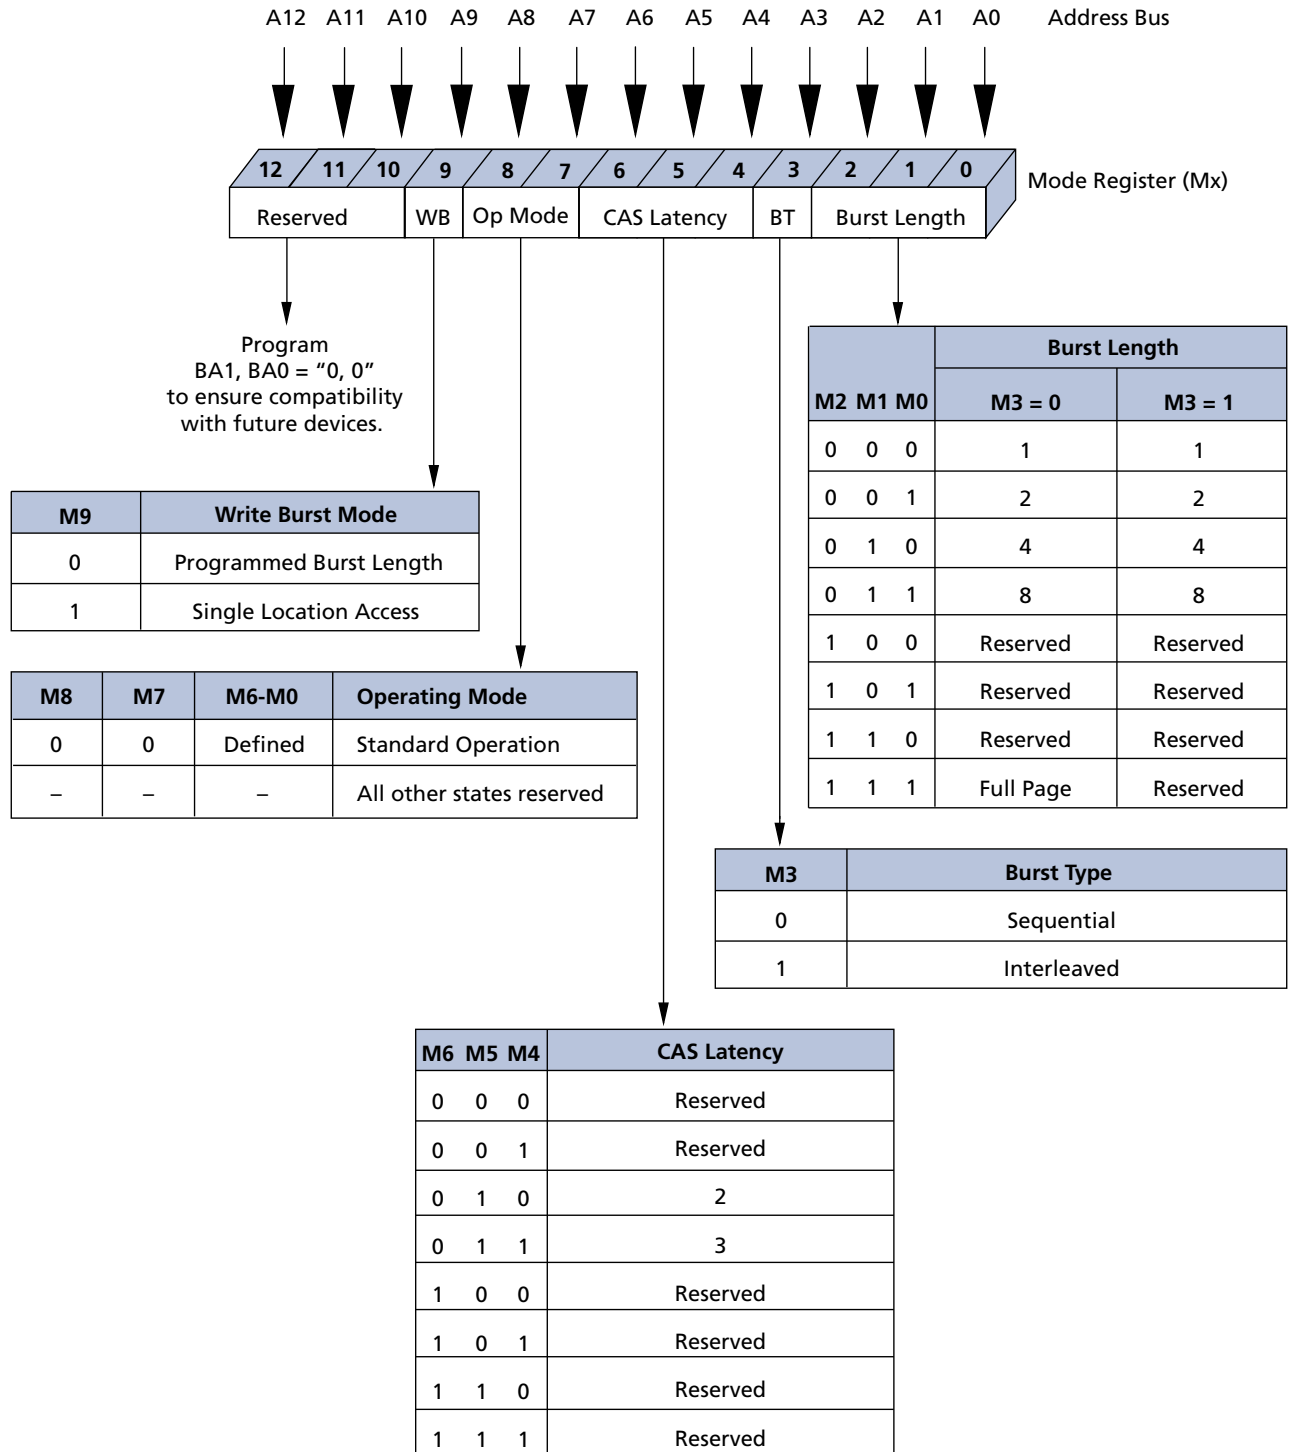 A12 A11 A10 A9 A8 A7 A6 A5 A4 A3 A2 A1 A0 Address Bus
12 11 10 9 8 7 6 5 4 3 2 1 0
Mode Register (Mx)
Reserved WB Op Mode CAS Latency BT Burst Length
Program
BA1, BA0 = “0, 0”
to ensure compatibility
with future devices.
Burst Length
M2 M1 M0 M3 = 0 M3 = 1
0 0 0 1 1
0 0 1 2 2
0 1 0 4 4
0 1 1 8 8
1 0 0 Reserved Reserved
1 0 1 Reserved Reserved
1 1 0 Reserved Reserved
1 1 1 Full Page Reserved
M9 Write Burst Mode
0 Programmed Burst Length
1 Single Location Access
M8 M7 M6-M0 Operating Mode
0 0 Defined Standard Operation
– – – All other states reserved
M3 Burst Type
0 Sequential
1 Interleaved
M6 M5 M4 CAS Latency
0 0 0 Reserved
0 0 1 Reserved
0 1 0 2
0 1 1 3
1 0 0 Reserved
1 0 1 Reserved
1 1 0 Reserved
1 1 1 Reserved